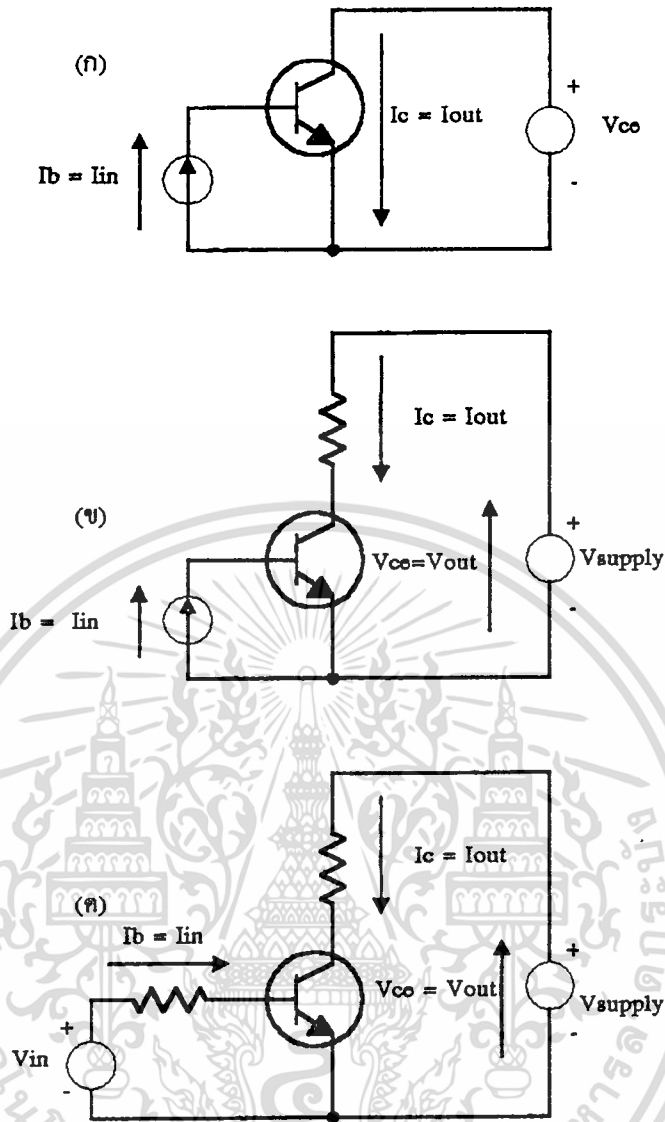 (ก)
Ic = Iout
+
Vce
-
Ib = Iin
Ic = Iout
(ข)
Vce=Vout
+
Vsupply
-
Ib = Iin
Ic = Iout
(ค)
Ib = Iin
Vce = Vout
+
Vsupply
-
+
Vin
-